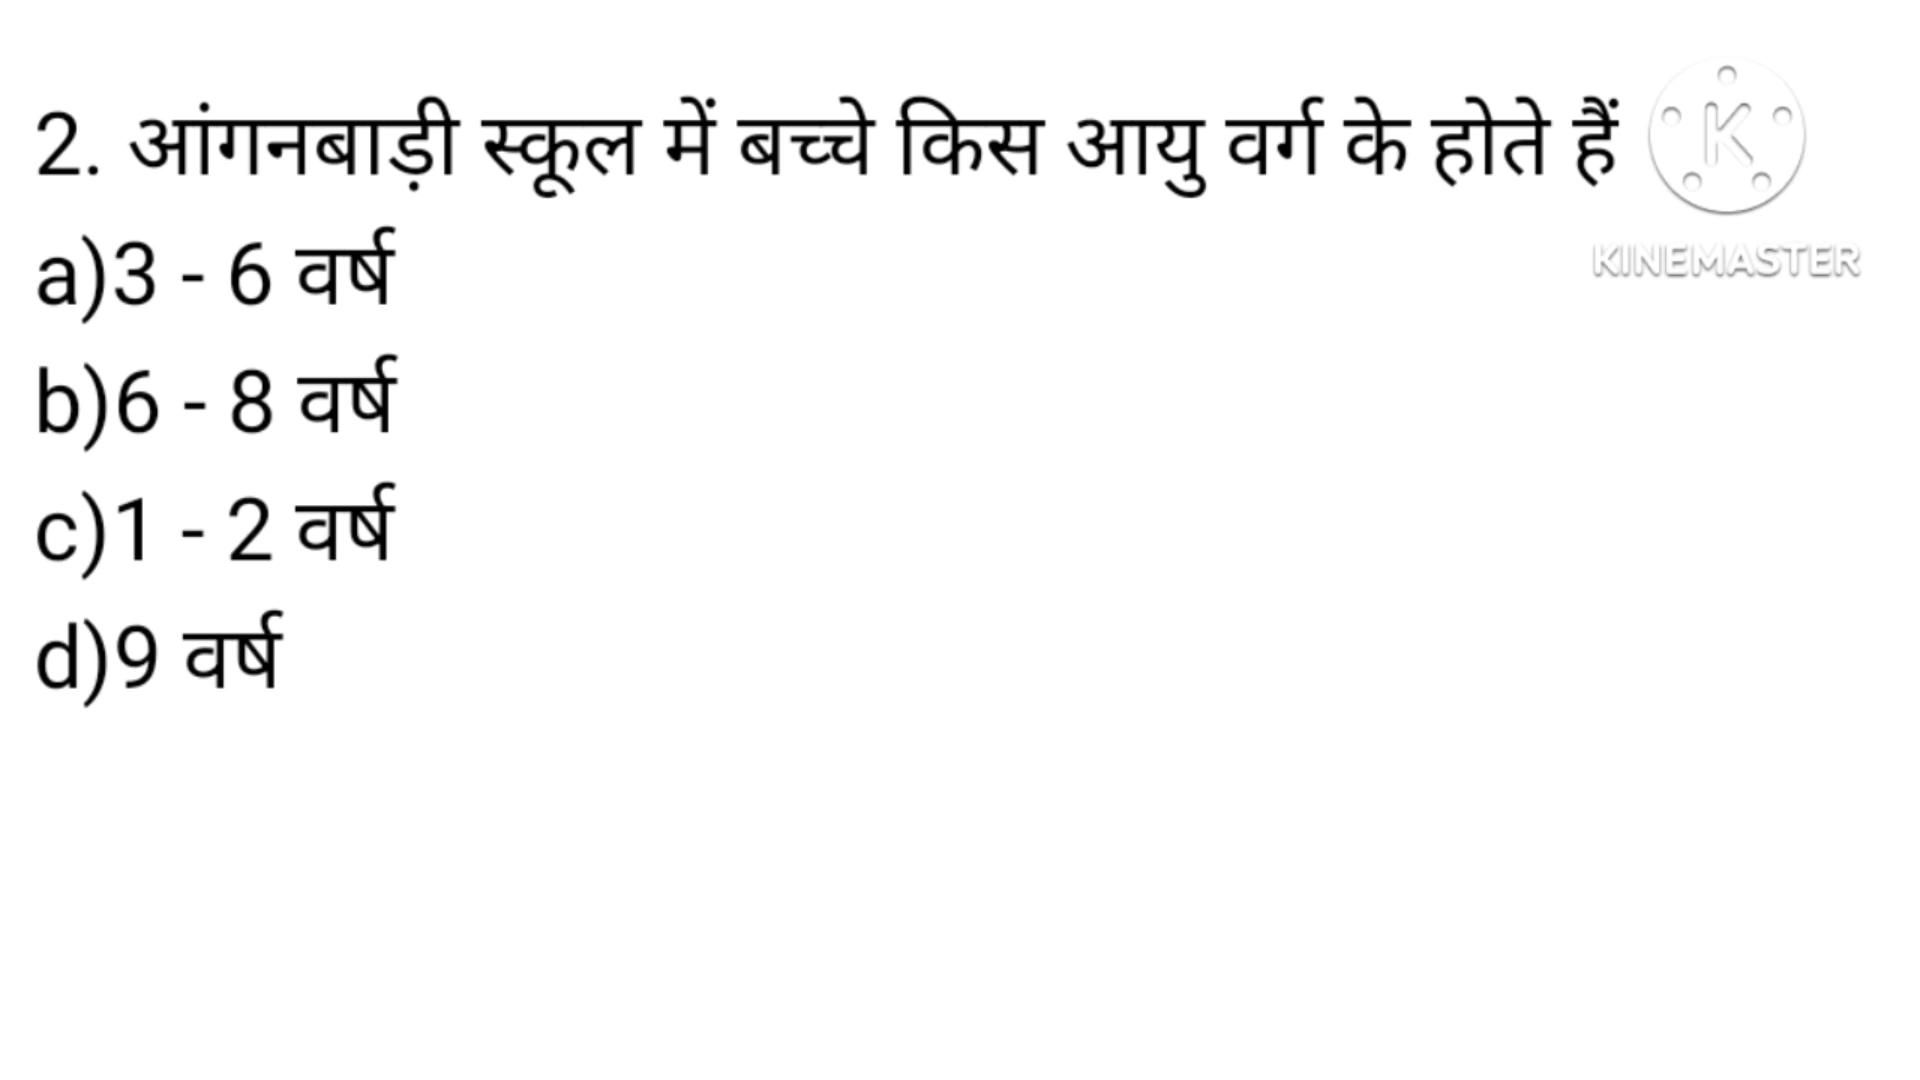 2. आंगनबाड़ी स्कूल में बच्चे किस आयु वर्ग के होते हैं
a)3 - 6 वर्ष
b)6 - 8 वर्ष
c)1 - 2 वर्ष
d)9 वर्ष
K
KINEMASTER